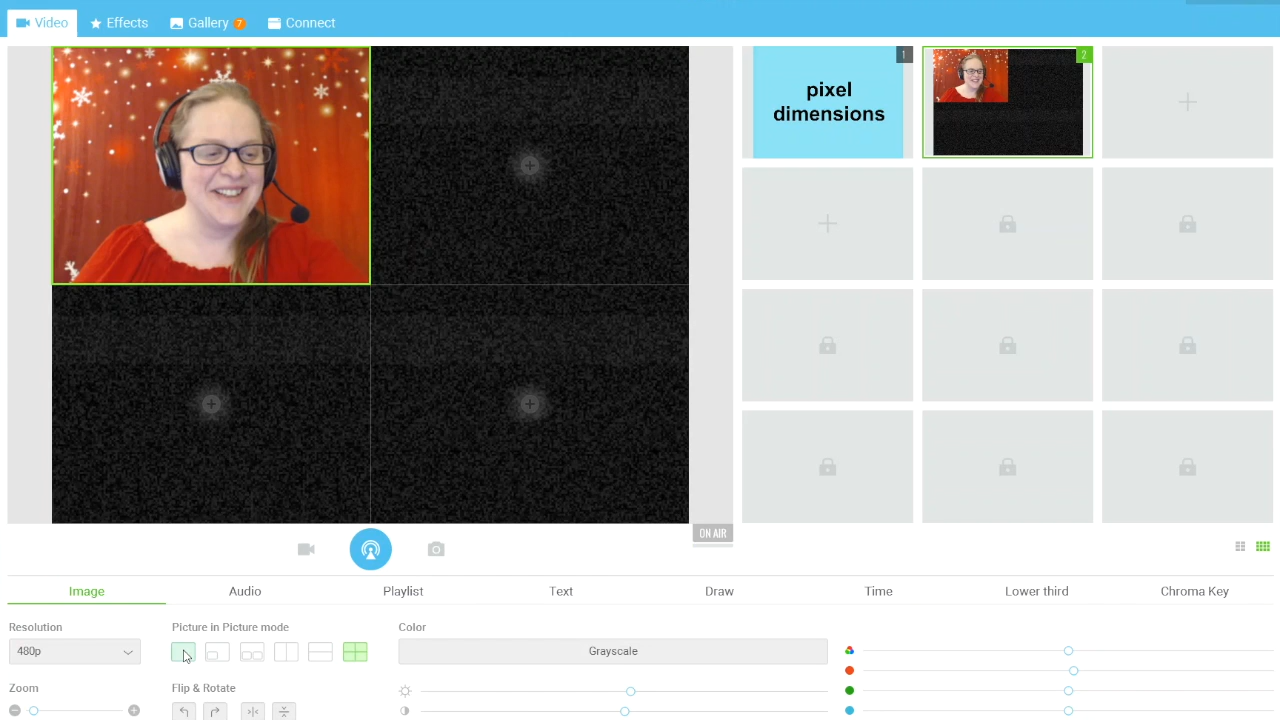 Video
Effects
Gallery 7
Connect
1
pixel
dimensions
2
ON AIR
Image
Audio
Playlist
Text
Draw
Time
Lower third
Chroma Key
Resolution
Picture in Picture mode
Color
480p
Grayscale
Zoom
Flip & Rotate